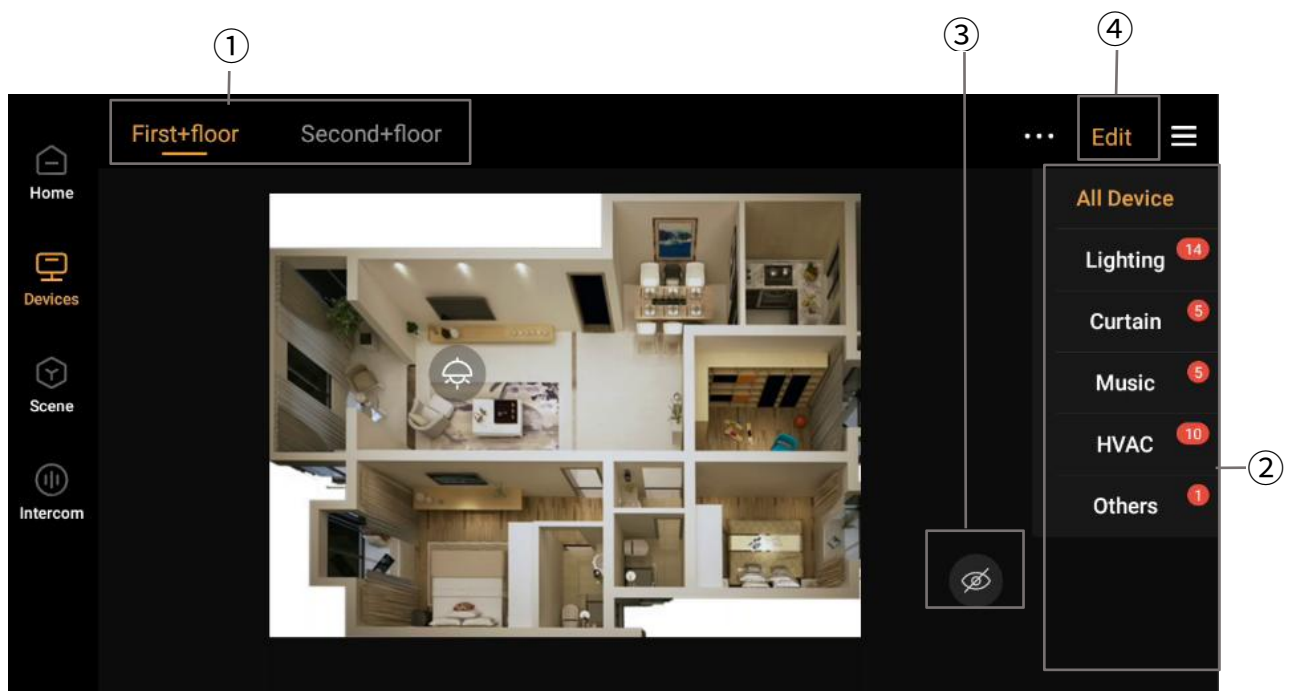 ①
③
④
First+floor
Second+floor
Edit
Home
Devices
Scene
Intercom
All Device
Lighting 14
Curtain 5
Music 5
HVAC 10
Others 1
②